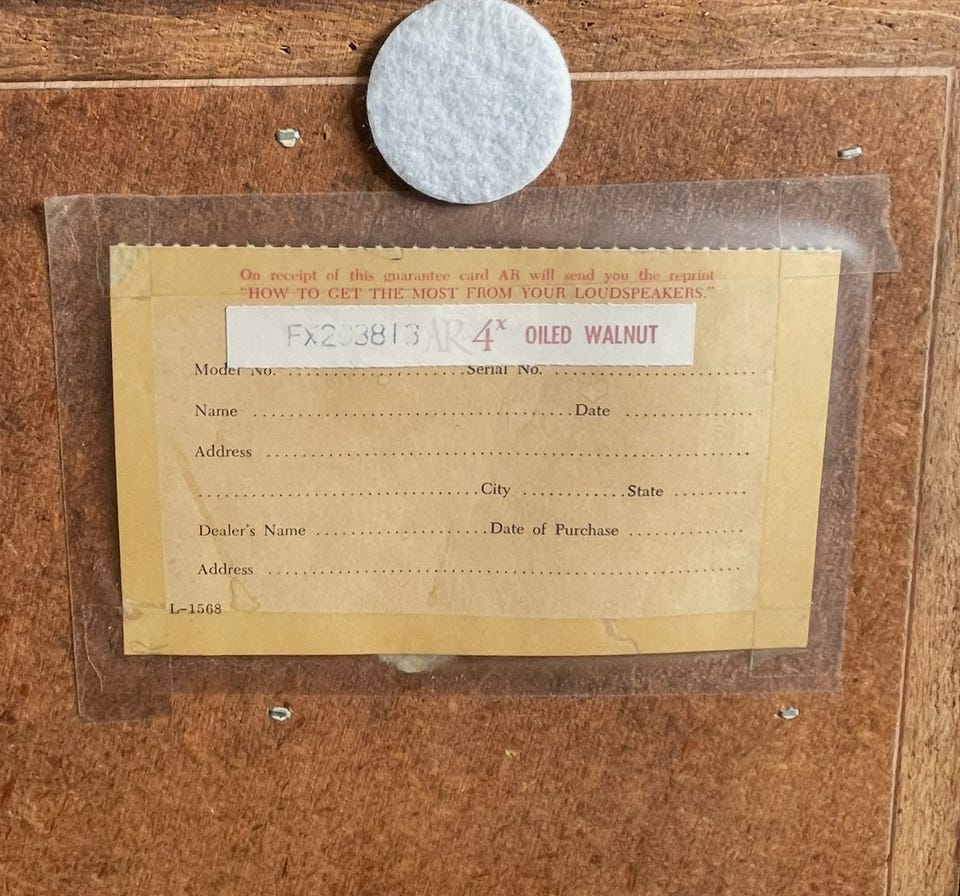 On receipt of this guarantee card AR will send you the reprint
"HOW TO GET THE MOST FROM YOUR LOUDSPEAKERS."
AR 4x OILED WALNUT
Model No. ........................Serial No. ............................
Name ............................................Date ..................
Address .................................................................
......................................City ..............State ..........
Dealer's Name ........................Date of Purchase ................
Address .................................................................
L-1568